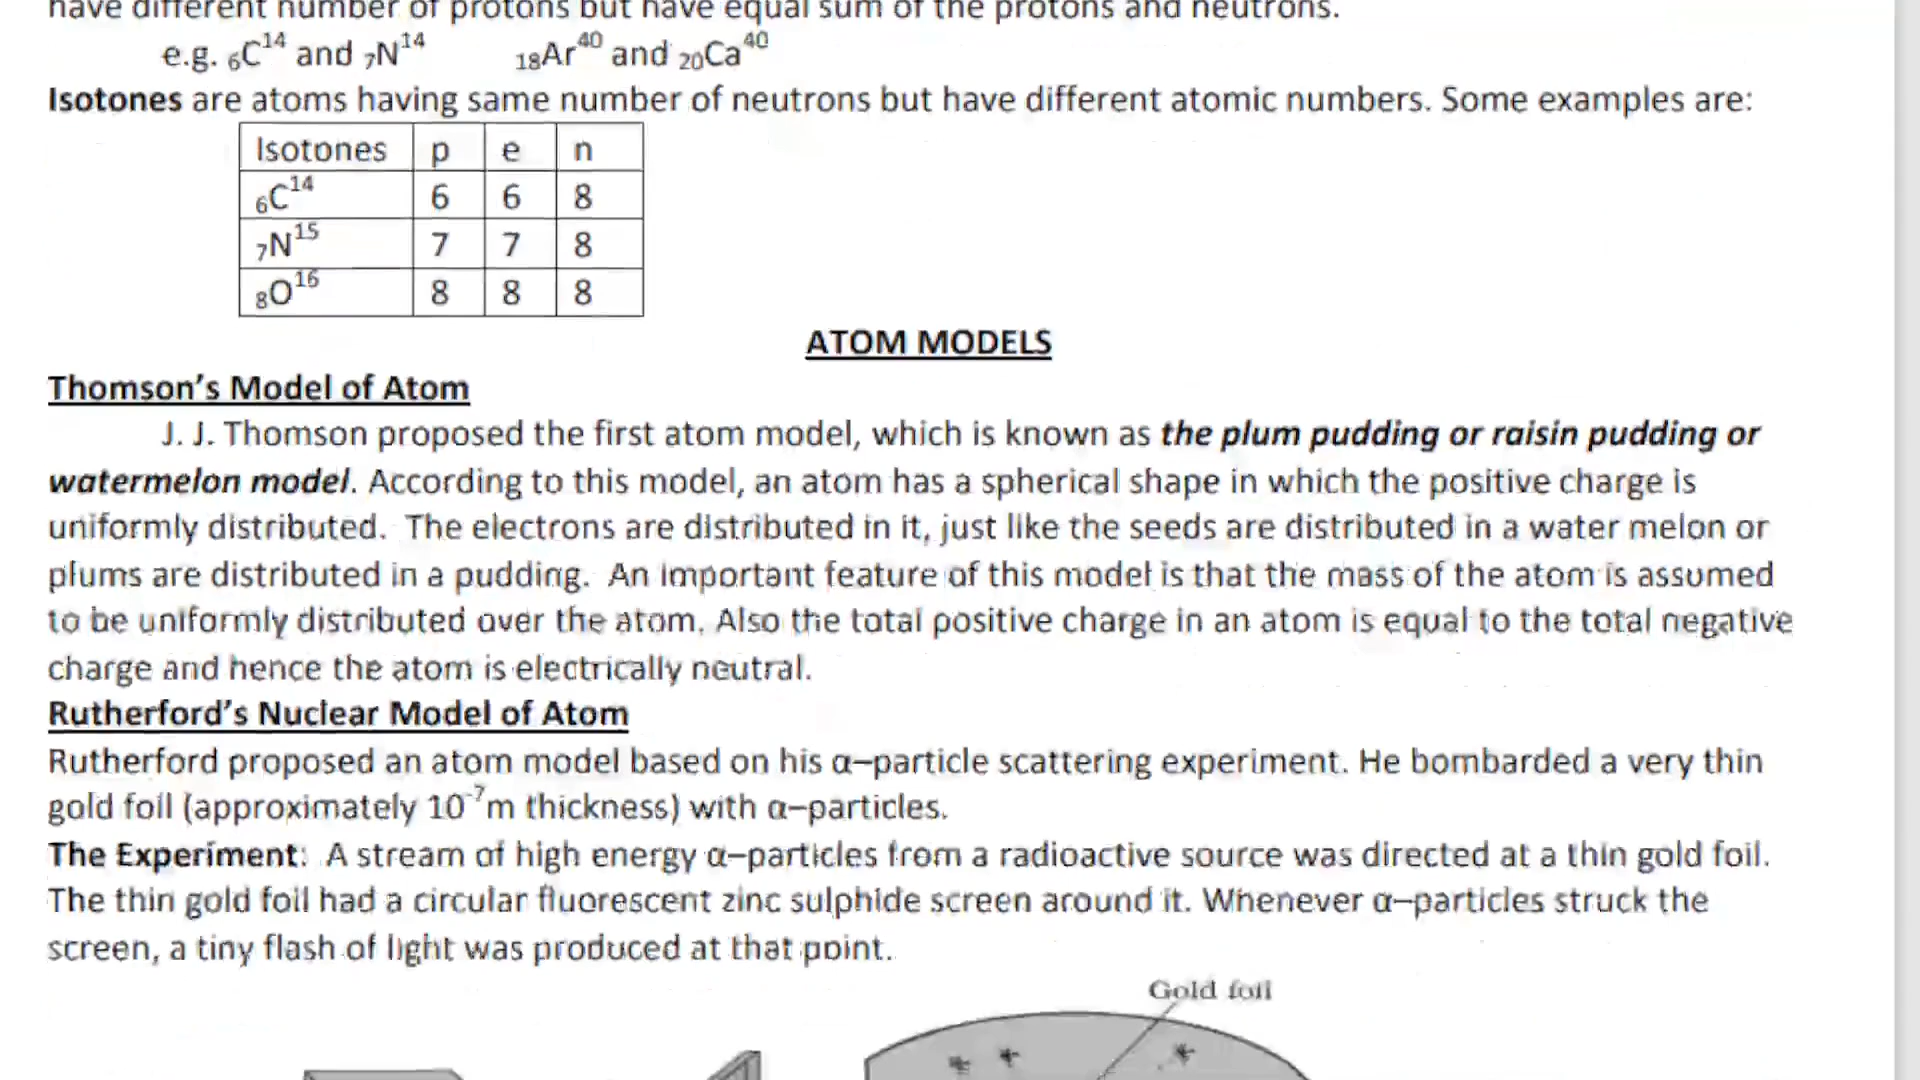 have different number of protons but have equal sum of the protons and neutrons.
e.g. ₆C¹⁴ and ₇N¹⁴ ₁₈Ar⁴⁰ and ₂₀Ca⁴⁰
Isotones are atoms having same number of neutrons but have different atomic numbers. Some examples are:
Isotones p e n
₆C¹⁴ 6 6 8
₇N¹⁵ 7 7 8
₈O¹⁶ 8 8 8
ATOM MODELS
Thomson’s Model of Atom
J. J. Thomson proposed the first atom model, which is known as the plum pudding or raisin pudding or
watermelon model. According to this model, an atom has a spherical shape in which the positive charge is
uniformly distributed. The electrons are distributed in it, just like the seeds are distributed in a water melon or
plums are distributed in a pudding. An important feature of this model is that the mass of the atom is assumed
to be uniformly distributed over the atom. Also the total positive charge in an atom is equal to the total negative
charge and hence the atom is electrically neutral.
Rutherford’s Nuclear Model of Atom
Rutherford proposed an atom model based on his α–particle scattering experiment. He bombarded a very thin
gold foil (approximately 10⁻⁷m thickness) with α–particles.
The Experiment: A stream of high energy α–particles from a radioactive source was directed at a thin gold foil.
The thin gold foil had a circular fluorescent zinc sulphide screen around it. Whenever α–particles struck the
screen, a tiny flash of light was produced at that point.
Gold foil